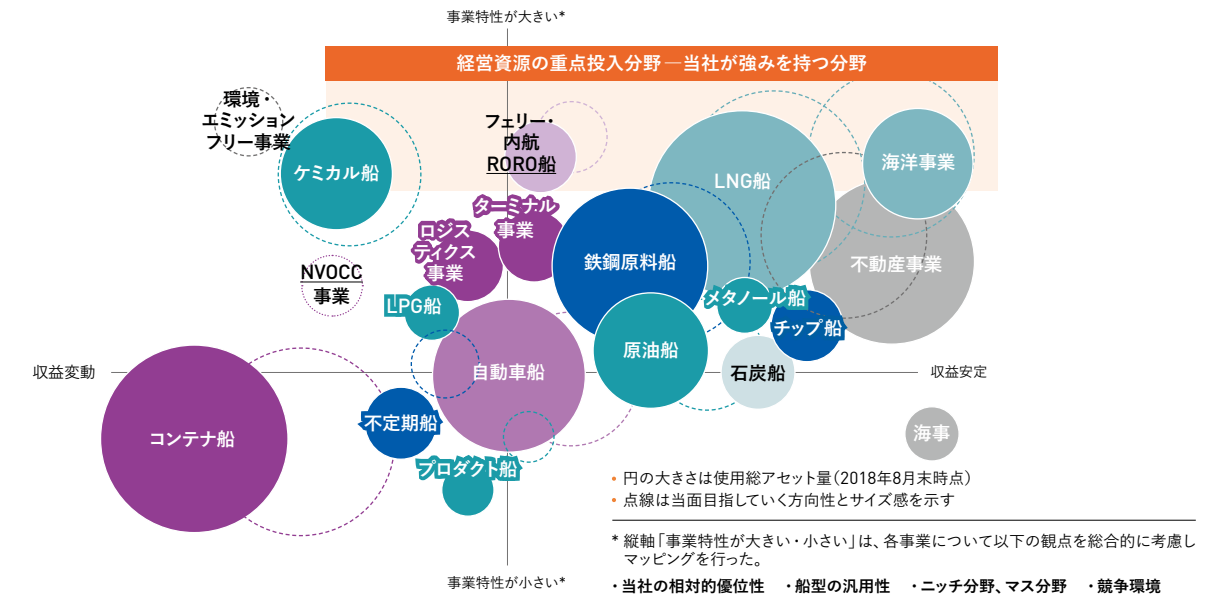 事業特性が大きい*
経営資源の重点投入分野―当社が強みを持つ分野
環境・
エミッション
フリー事業
ケミカル船
フェリー・
内航
RORO船
LNG船
海洋事業
ターミナル
事業
ロジス
ティクス
事業
鉄鋼原料船
不動産事業
NVOCC
事業
LPG船
メタノール船
チップ船
原油船
収益変動
自動車船
石炭船
収益安定
コンテナ船
不定期船
海事
プロダクト船
• 円の大きさは使用総アセット量（2018年8月末時点）
• 点線は当面目指していく方向性とサイズ感を示す
* 縦軸「事業特性が大きい・小さい」は、各事業について以下の観点を総合的に考慮し
マッピングを行った。
・当社の相対的優位性 ・船型の汎用性 ・ニッチ分野、マス分野 ・競争環境
事業特性が小さい*